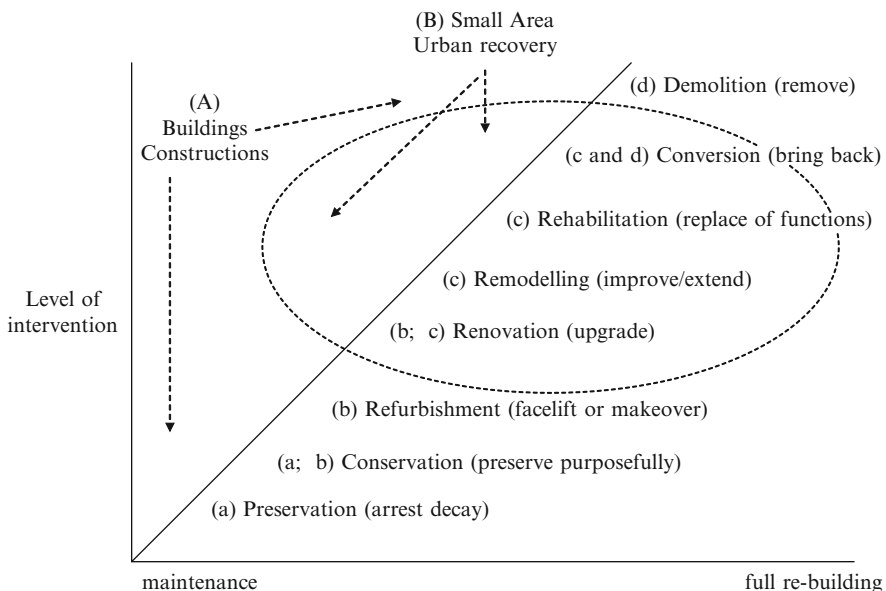 (B) Small Area
Urban recovery
(A)
Buildings
Constructions
(d) Demolition (remove)
(c and d) Conversion (bring back)
(c) Rehabilitation (replace of functions)
(c) Remodelling (improve/extend)
Level of
intervention
(b; c) Renovation (upgrade)
(b) Refurbishment (facelift or makeover)
(a; b) Conservation (preserve purposefully)
(a) Preservation (arrest decay)
maintenance
full re-building